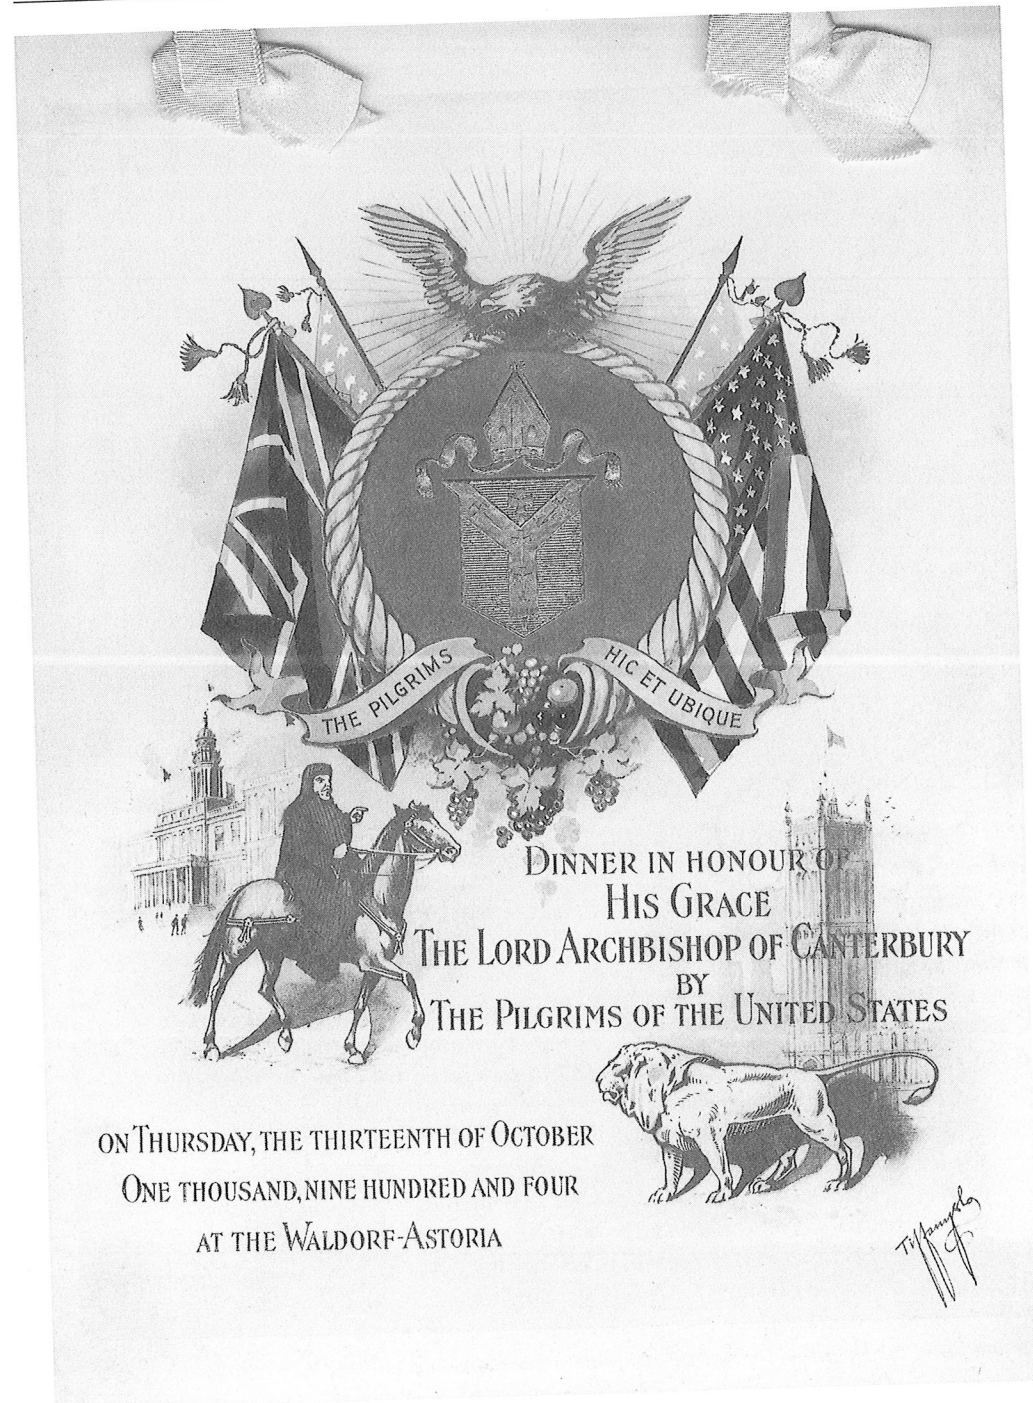 THE PILGRIMS
HIC ET UBIQUE
DINNER IN HONOUR OF
HIS GRACE
THE LORD ARCHBISHOP OF CANTERBURY
BY
THE PILGRIMS OF THE UNITED STATES
ON THURSDAY, THE THIRTEENTH OF OCTOBER
ONE THOUSAND, NINE HUNDRED AND FOUR
AT THE WALDORF-ASTORIA
Tiffany & Co